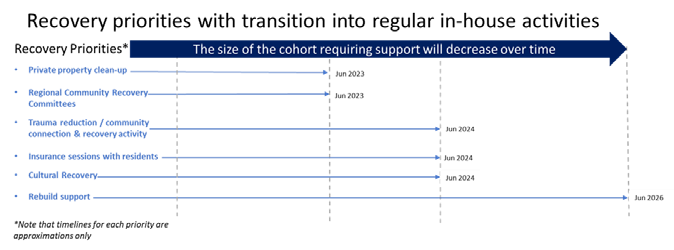 Recovery priorities with transition into regular in-house activities
Recovery Priorities*
The size of the cohort requiring support will decrease over time
• Private property clean-up
Jun 2023
• Regional Community Recovery
Committees
Jun 2023
• Trauma reduction / community
connection & recovery activity
Jun 2024
• Insurance sessions with residents
Jun 2024
• Cultural Recovery
Jun 2024
• Rebuild support
Jun 2026
*Note that timelines for each priority are
approximations only